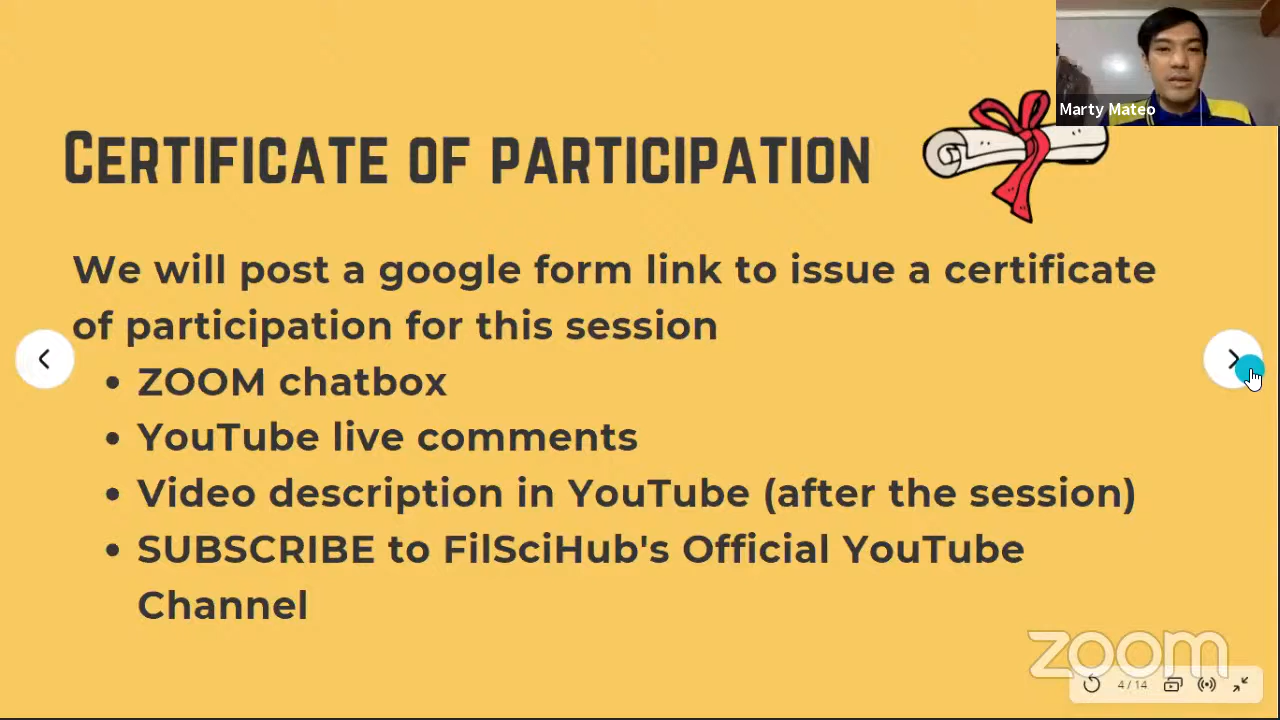 Marty Mateo
CERTIFICATE OF PARTICIPATION
We will post a google form link to issue a certificate
of participation for this session
• ZOOM chatbox
• YouTube live comments
• Video description in YouTube (after the session)
• SUBSCRIBE to FilSciHub's Official YouTube
Channel
zoom
4/14